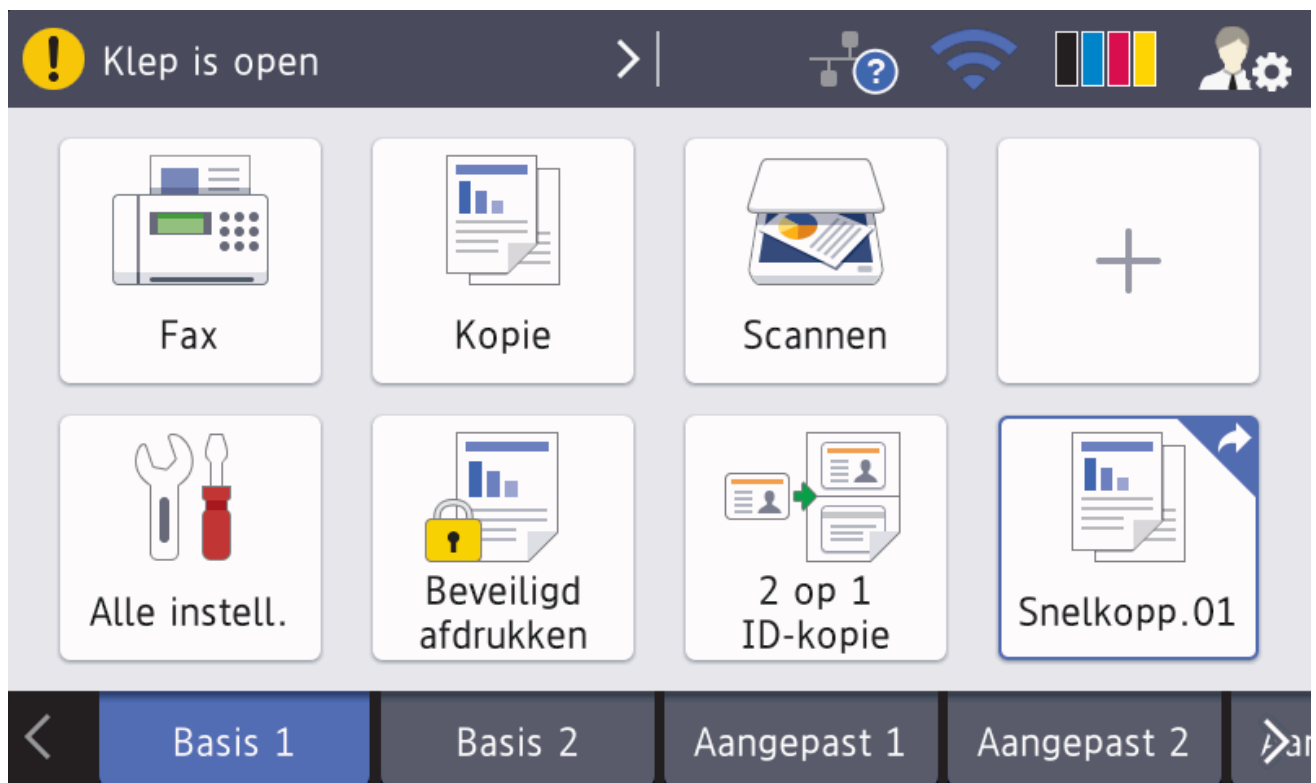 Klep is open
Fax
Kopie
Scannen
Alle instell.
Beveiligd
afdrukken
2 op 1
ID-kopie
Snelkopp.01
Basis 1
Basis 2
Aangepast 1
Aangepast 2